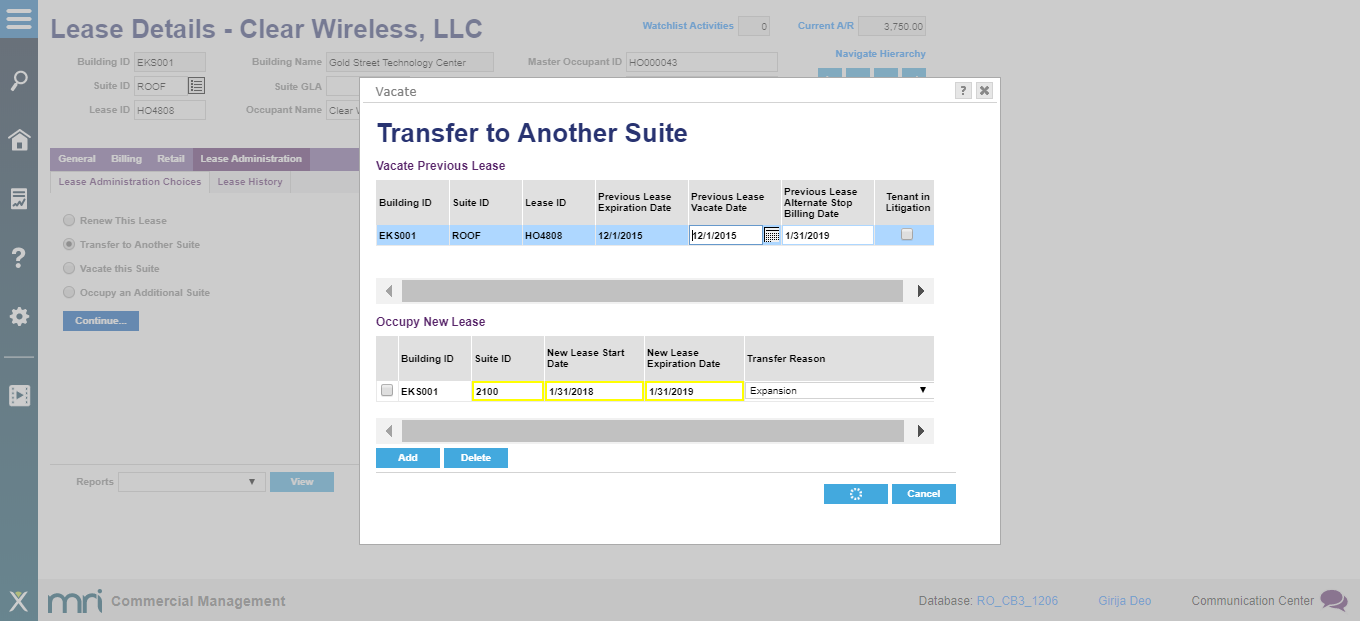 Lease Details - Clear Wireless, LLC
Watchlist Activities 0 Current A/R 3,750.00
Navigate Hierarchy
Building ID EKS001 Building Name Gold Street Technology Center Master Occupant ID HO000043
Suite ID ROOF Suite GLA
Lease ID HO4808 Occupant Name Clear
General Billing Retail Lease Administration
Lease Administration Choices Lease History
Renew This Lease
Transfer to Another Suite
Vacate this Suite
Occupy an Additional Suite
Continue...
Reports View
Vacate ?
Transfer to Another Suite
Vacate Previous Lease
Building ID Suite ID Lease ID Previous Lease Expiration Date Previous Lease Vacate Date Previous Lease Alternate Stop Billing Date Tenant in Litigation
EKS001 ROOF HO4808 12/1/2015 12/1/2015 1/31/2019
Occupy New Lease
Building ID Suite ID New Lease Start Date New Lease Expiration Date Transfer Reason
EKS001 2100 1/31/2018 1/31/2019 Expansion
Add Delete
Cancel
mri Commercial Management Database: RO_CB3_1206 Girija Deo Communication Center